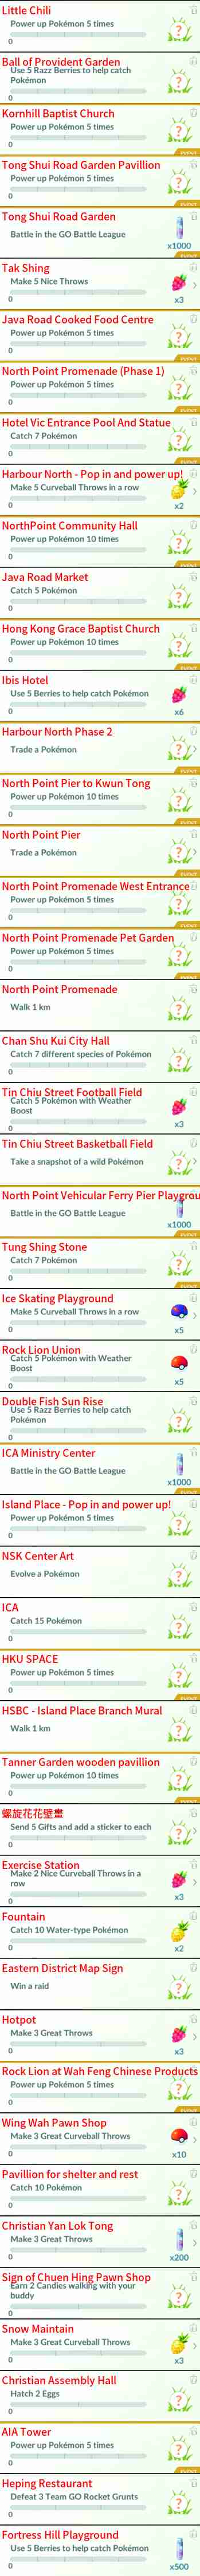 Little Chili
Power up Pokémon 5 times
0
Ball of Provident Garden
Use 5 Razz Berries to help catch
Pokémon
0
Kornhill Baptist Church
Power up Pokémon 5 times
0
Tong Shui Road Garden Pavillion
Power up Pokémon 5 times
0
Tong Shui Road Garden
Battle in the GO Battle League
x1000
Tak Shing
Make 5 Nice Throws
0
x3
Java Road Cooked Food Centre
Power up Pokémon 5 times
0
North Point Promenade (Phase 1)
Power up Pokémon 5 times
0
Hotel Vic Entrance Pool And Statue
Catch 7 Pokémon
0
Harbour North - Pop in and power up!
Make 5 Curveball Throws in a row
0
x2
NorthPoint Community Hall
Power up Pokémon 10 times
0
Java Road Market
Catch 5 Pokémon
0
Hong Kong Grace Baptist Church
Power up Pokémon 10 times
0
Ibis Hotel
Use 5 Berries to help catch Pokémon
0
x6
Harbour North Phase 2
Trade a Pokémon
North Point Pier to Kwun Tong
Power up Pokémon 10 times
0
North Point Pier
Trade a Pokémon
North Point Promenade West Entrance
Power up Pokémon 5 times
0
North Point Promenade Pet Garden
Power up Pokémon 5 times
0
North Point Promenade
Walk 1 km
Chan Shu Kui City Hall
Catch 7 different species of Pokémon
0
Tin Chiu Street Football Field
Catch 5 Pokémon with Weather
Boost
0
x3
Tin Chiu Street Basketball Field
Take a snapshot of a wild Pokémon
North Point Vehicular Ferry Pier Playgrou
Battle in the GO Battle League
x1000
Tung Shing Stone
Catch 7 Pokémon
0
Ice Skating Playground
Make 5 Curveball Throws in a row
0
x5
Rock Lion Union
Catch 5 Pokémon with Weather
Boost
0
x5
Double Fish Sun Rise
Use 5 Razz Berries to help catch
Pokémon
0
ICA Ministry Center
Battle in the GO Battle League
x1000
Island Place - Pop in and power up!
Power up Pokémon 5 times
0
NSK Center Art
Evolve a Pokémon
ICA
Catch 15 Pokémon
0
HKU SPACE
Power up Pokémon 5 times
0
HSBC - Island Place Branch Mural
Walk 1 km
Tanner Garden wooden pavillion
Power up Pokémon 10 times
0
螺旋花花壁畫
Send 5 Gifts and add a sticker to each
0
Exercise Station
Make 2 Nice Curveball Throws in a
row
0
x3
Fountain
Catch 10 Water-type Pokémon
0
x2
Eastern District Map Sign
Win a raid
Hotpot
Make 3 Great Throws
0
x3
Rock Lion at Wah Feng Chinese Products
Power up Pokémon 5 times
0
Wing Wah Pawn Shop
Make 3 Great Curveball Throws
0
x10
Pavillion for shelter and rest
Catch 10 Pokémon
0
Christian Yan Lok Tong
Make 3 Great Throws
0
x200
Sign of Chuen Hing Pawn Shop
Earn 2 Candies walking with your
buddy
0
Snow Maintain
Make 3 Great Curveball Throws
0
x3
Christian Assembly Hall
Hatch 2 Eggs
0
AIA Tower
Power up Pokémon 5 times
0
Heping Restaurant
Defeat 3 Team GO Rocket Grunts
0
Fortress Hill Playground
Use 5 Berries to help catch Pokémon
0
x500